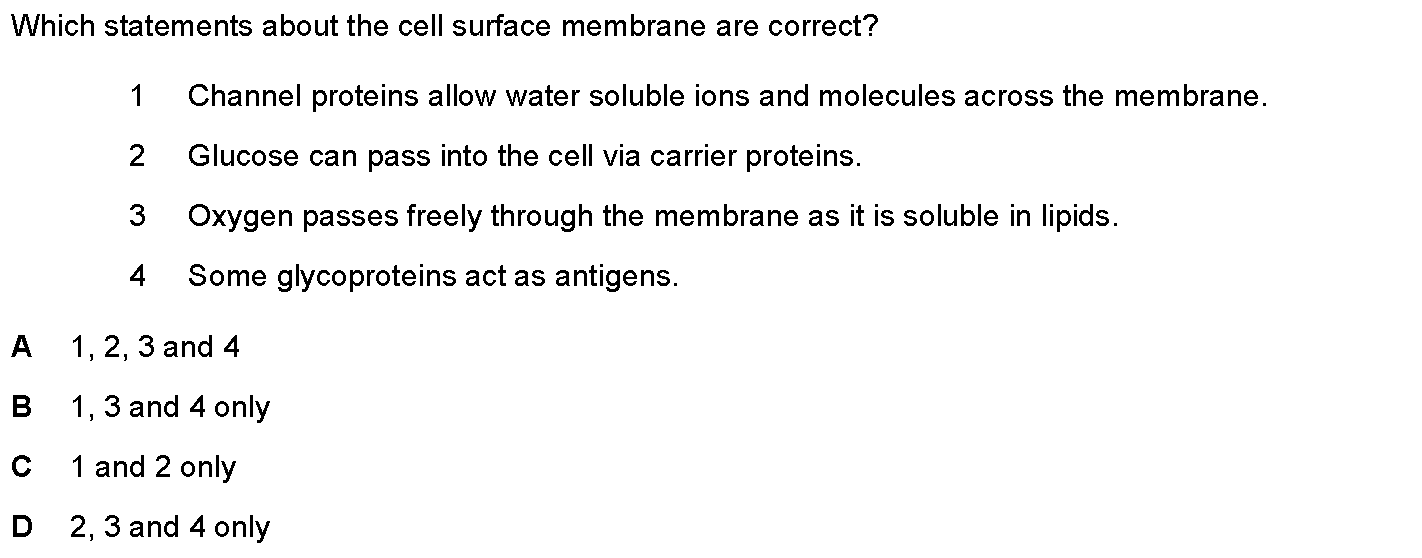 Which statements about the cell surface membrane are correct?
1 Channel proteins allow water soluble ions and molecules across the membrane.
2 Glucose can pass into the cell via carrier proteins.
3 Oxygen passes freely through the membrane as it is soluble in lipids.
4 Some glycoproteins act as antigens.
A 1, 2, 3 and 4
B 1, 3 and 4 only
C 1 and 2 only
D 2, 3 and 4 only